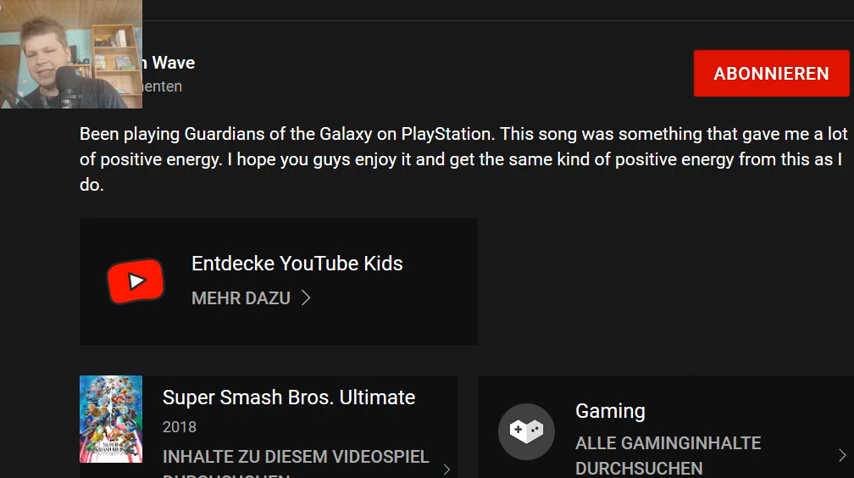 n Wave
enten
ABONNIEREN
Been playing Guardians of the Galaxy on PlayStation. This song was something that gave me a lot
of positive energy. I hope you guys enjoy it and get the same kind of positive energy from this as I
do.
Entdecke YouTube Kids
MEHR DAZU
Super Smash Bros. Ultimate
2018
INHALTE ZU DIESEM VIDEOSPIEL
DURCHSUCHEN
Gaming
ALLE GAMINGINHALTE
DURCHSUCHEN